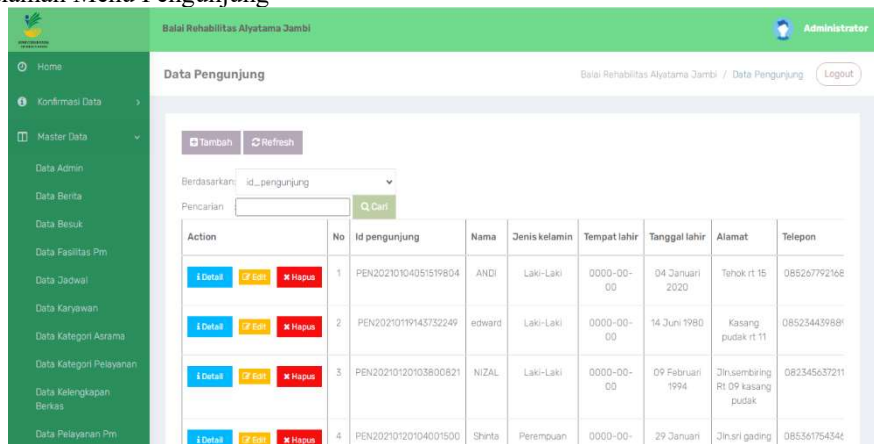 Balai Rehabilitas Alyatama Jambi
Administrator
Home
Konfirmasi Data
Master Data
Data Admin
Data Berita
Data Besuk
Data Fasilitas Pm
Data Jadwal
Data Karyawan
Data Kategori Asrama
Data Kategori Pelayanan
Data Kelengkapan
Berkas
Data Pelayanan Pm
Data Pengunjung
Balai Rehabilitas Alyatama Jambi / Data Pengunjung
Logout
Tambah
Refresh
Berdasarkan: id_pengunjung
Pencarian :
Cari
Action No Id pengunjung Nama Jenis kelamin Tempat lahir Tanggal lahir Alamat Telepon
Detail Edit Hapus 1 PEN20210104051519804 ANDI Laki-Laki 0000-00- 04 Januari Tehok rt 15 085267792168
00 2020
Detail Edit Hapus 2 PEN20210119143732249 edward Laki-Laki 0000-00- 14 Juni 1980 Kasang 08523443988
00 pudak rt 11
Detail Edit Hapus 3 PEN20210120103800821 NIZAL Laki-Laki 0000-00- 09 Februari Jln.sembiring 082345637211
00 1994 Rt 09 kasang
pudak
Detail Edit Hapus 4 PEN20210120104001500 Shinta Perempuan 0000-00- 29 Januari Jln.sri gading 085361754346